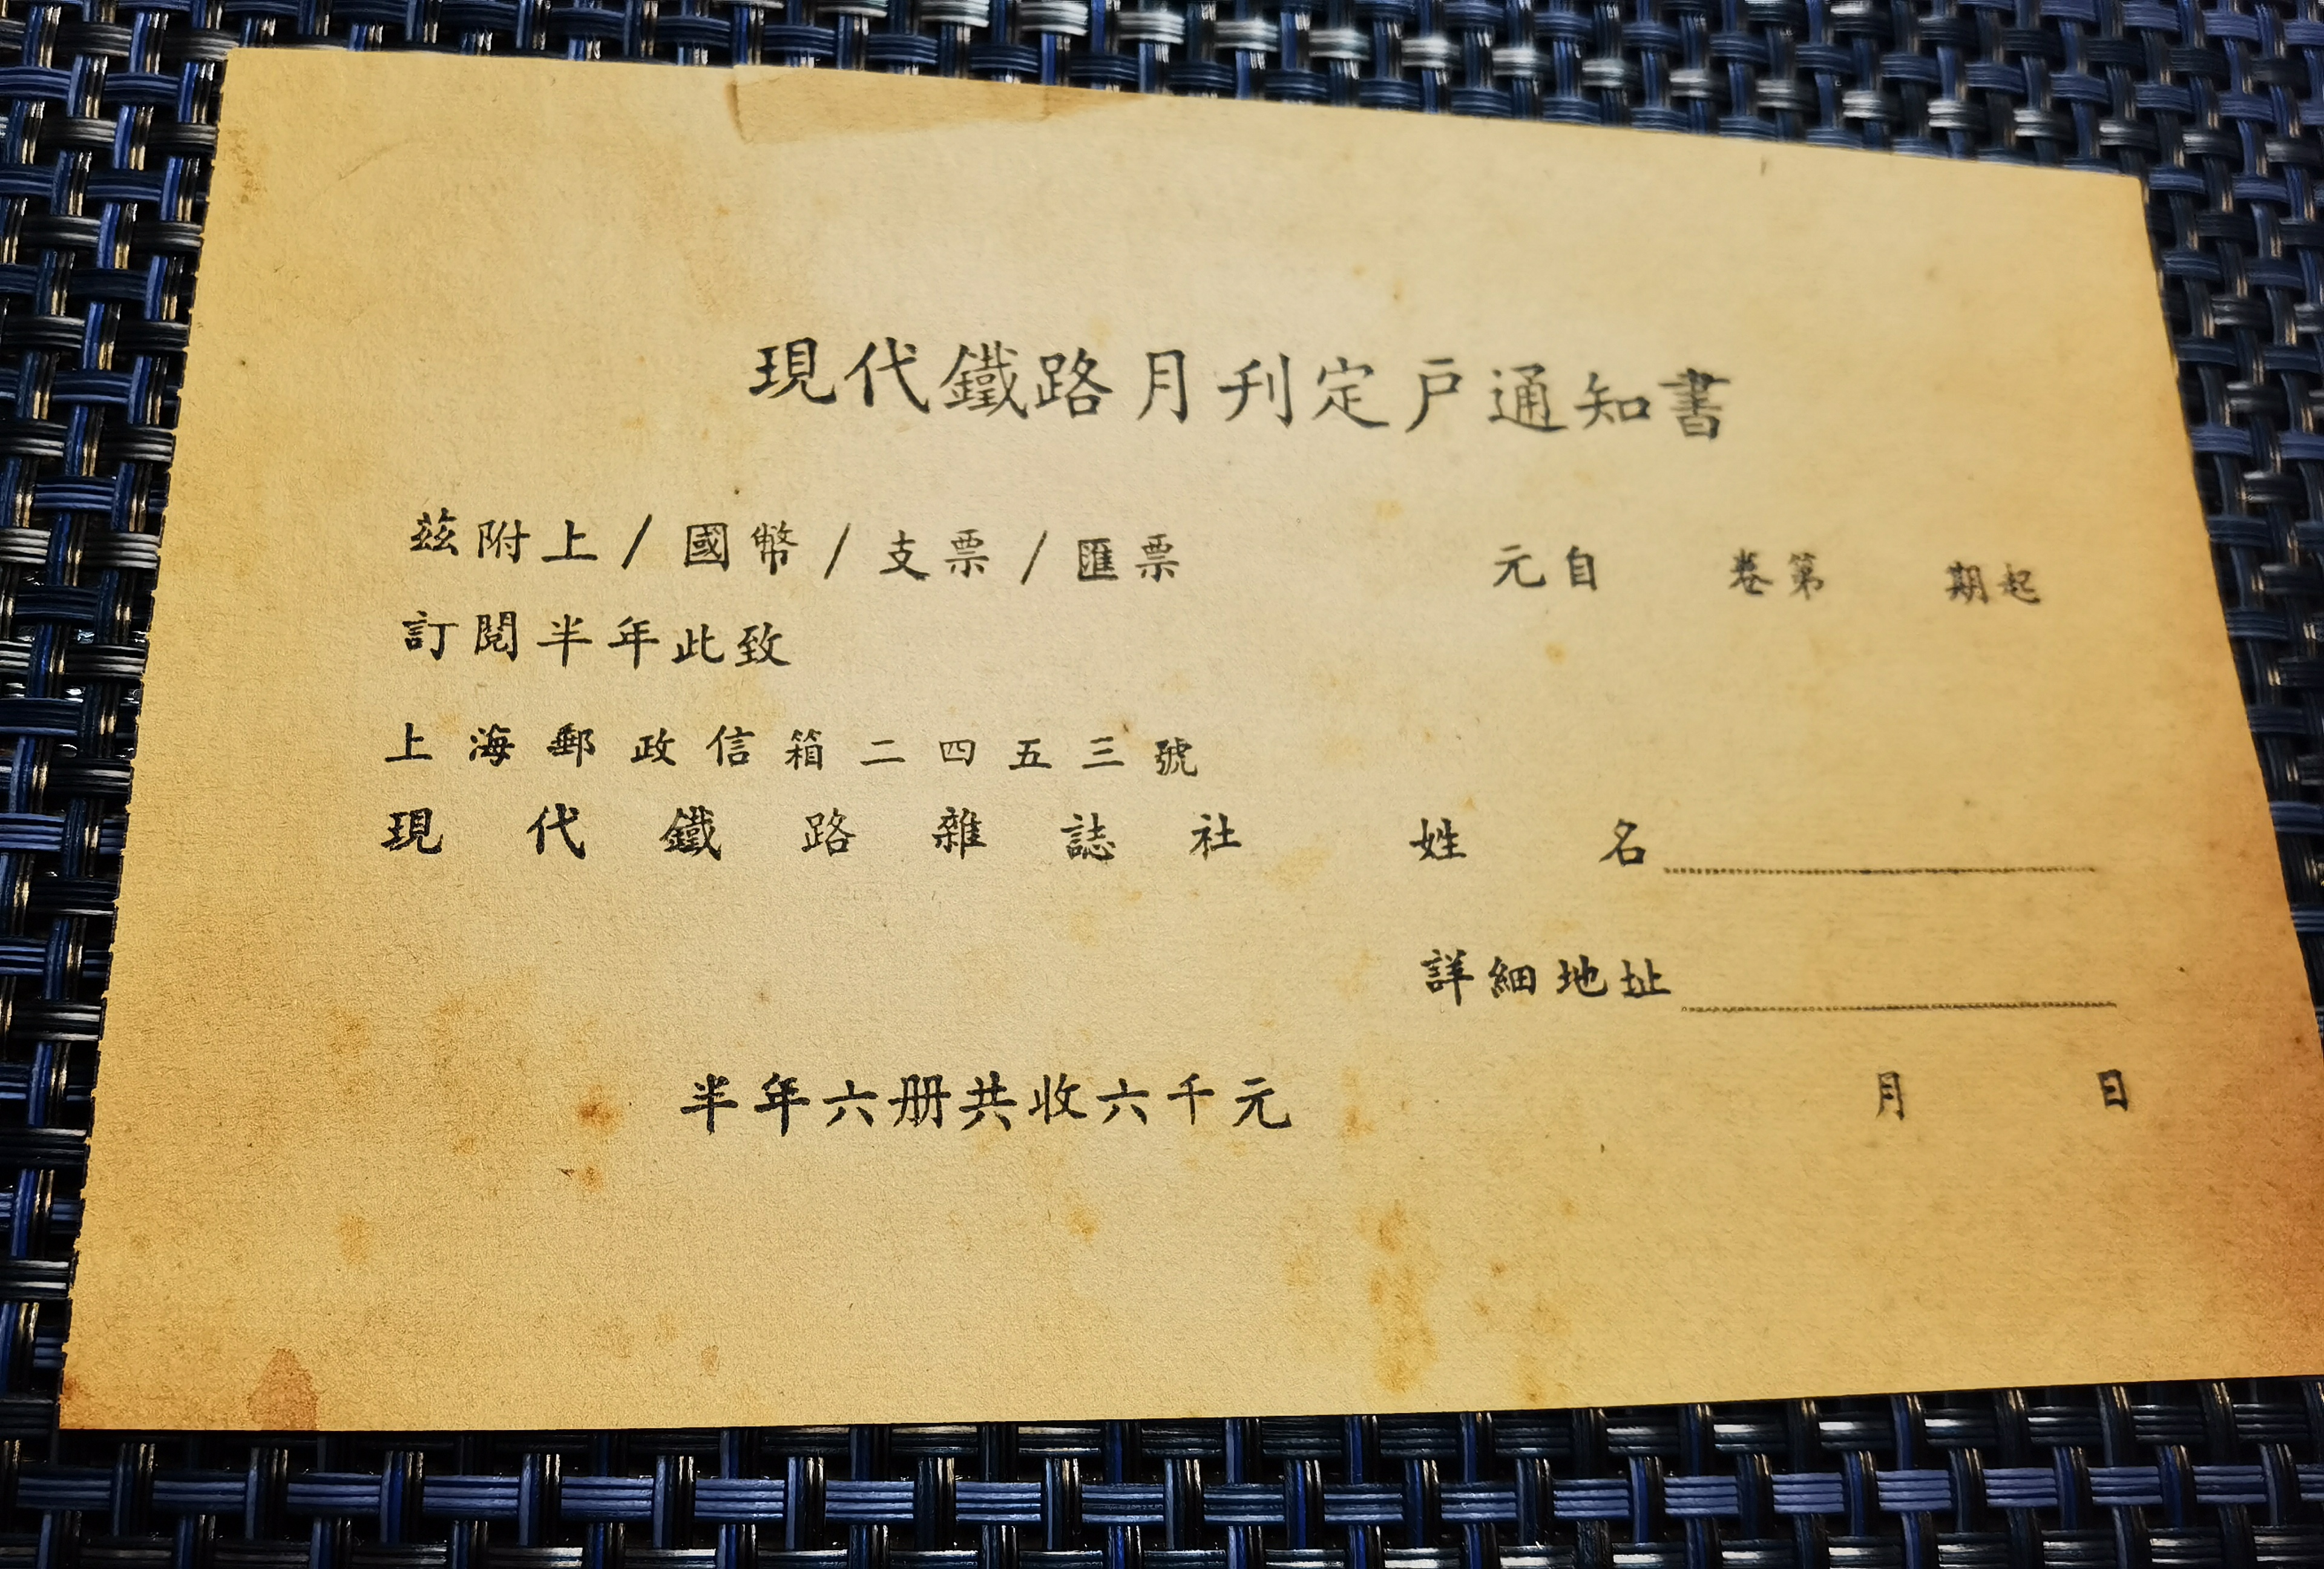 現代鐵路月刊定戶通知書
茲附上/國幣/支票/匯票 元自 卷第 期起
訂閱半年此致
上海郵政信箱二四五三號
現代鐵路雜誌社 姓名
詳細地址
半年六册共收六千元 月 日